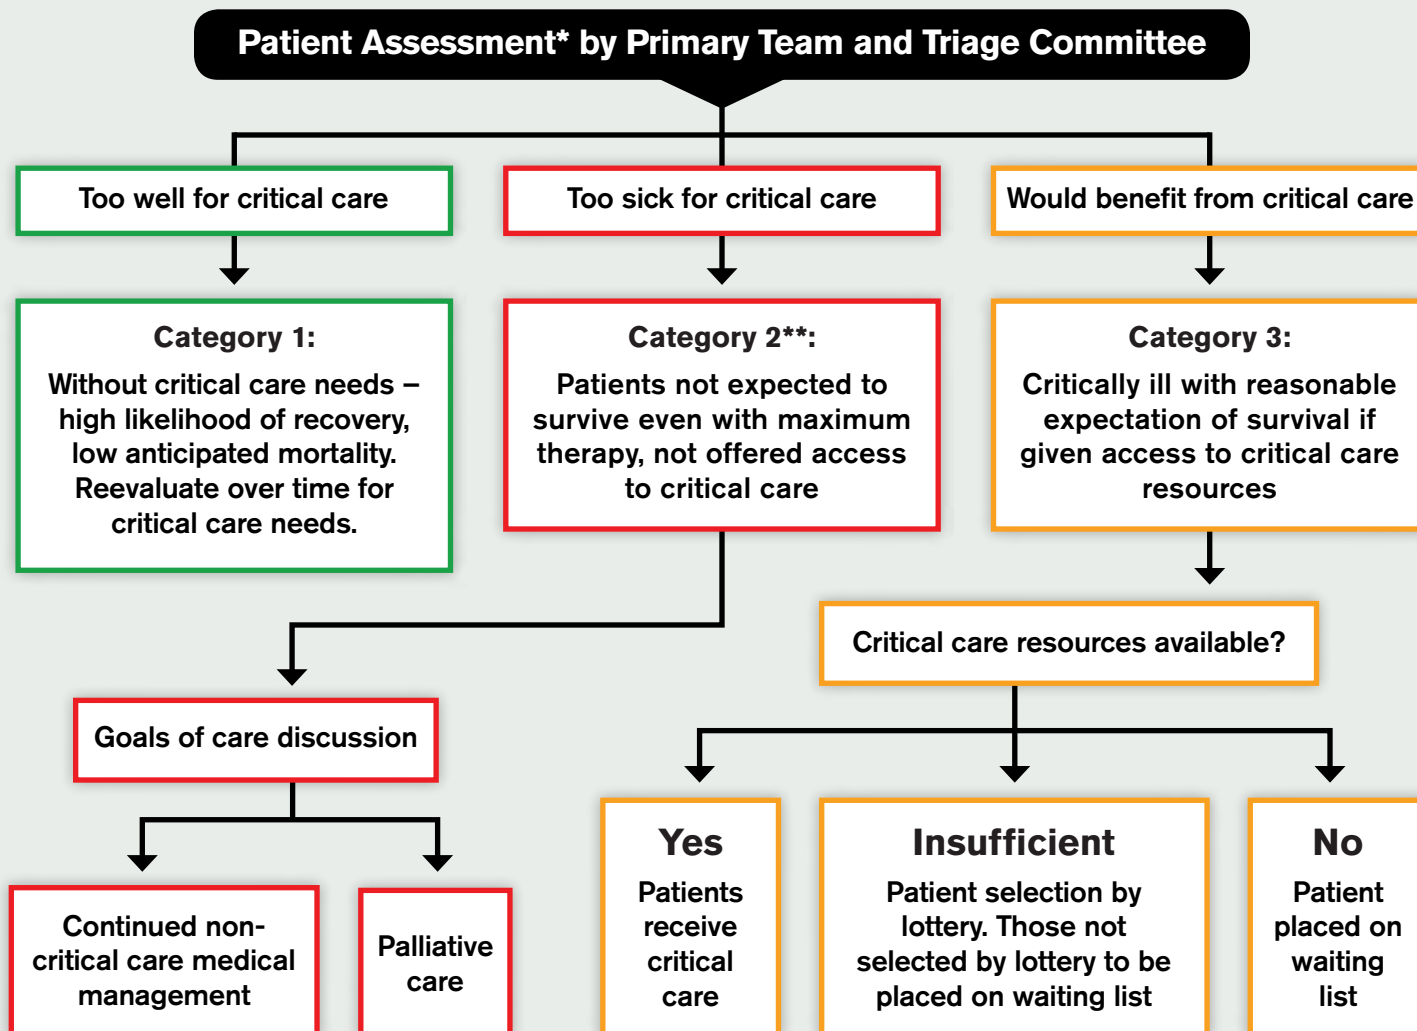 Patient Assessment* by Primary Team and Triage Committee
Too well for critical care
Too sick for critical care
Would benefit from critical care
Category 1:
Without critical care needs –
high likelihood of recovery,
low anticipated mortality.
Reevaluate over time for
critical care needs.
Category 2**:
Patients not expected to
survive even with maximum
therapy, not offered access
to critical care
Category 3:
Critically ill with reasonable
expectation of survival if
given access to critical care
resources
Critical care resources available?
Goals of care discussion
Continued non-
critical care medical
management
Palliative
care
Yes
Patients
receive
critical
care
Insufficient
Patient selection by
lottery. Those not
selected by lottery to be
placed on waiting list
No
Patient
placed on
waiting
list